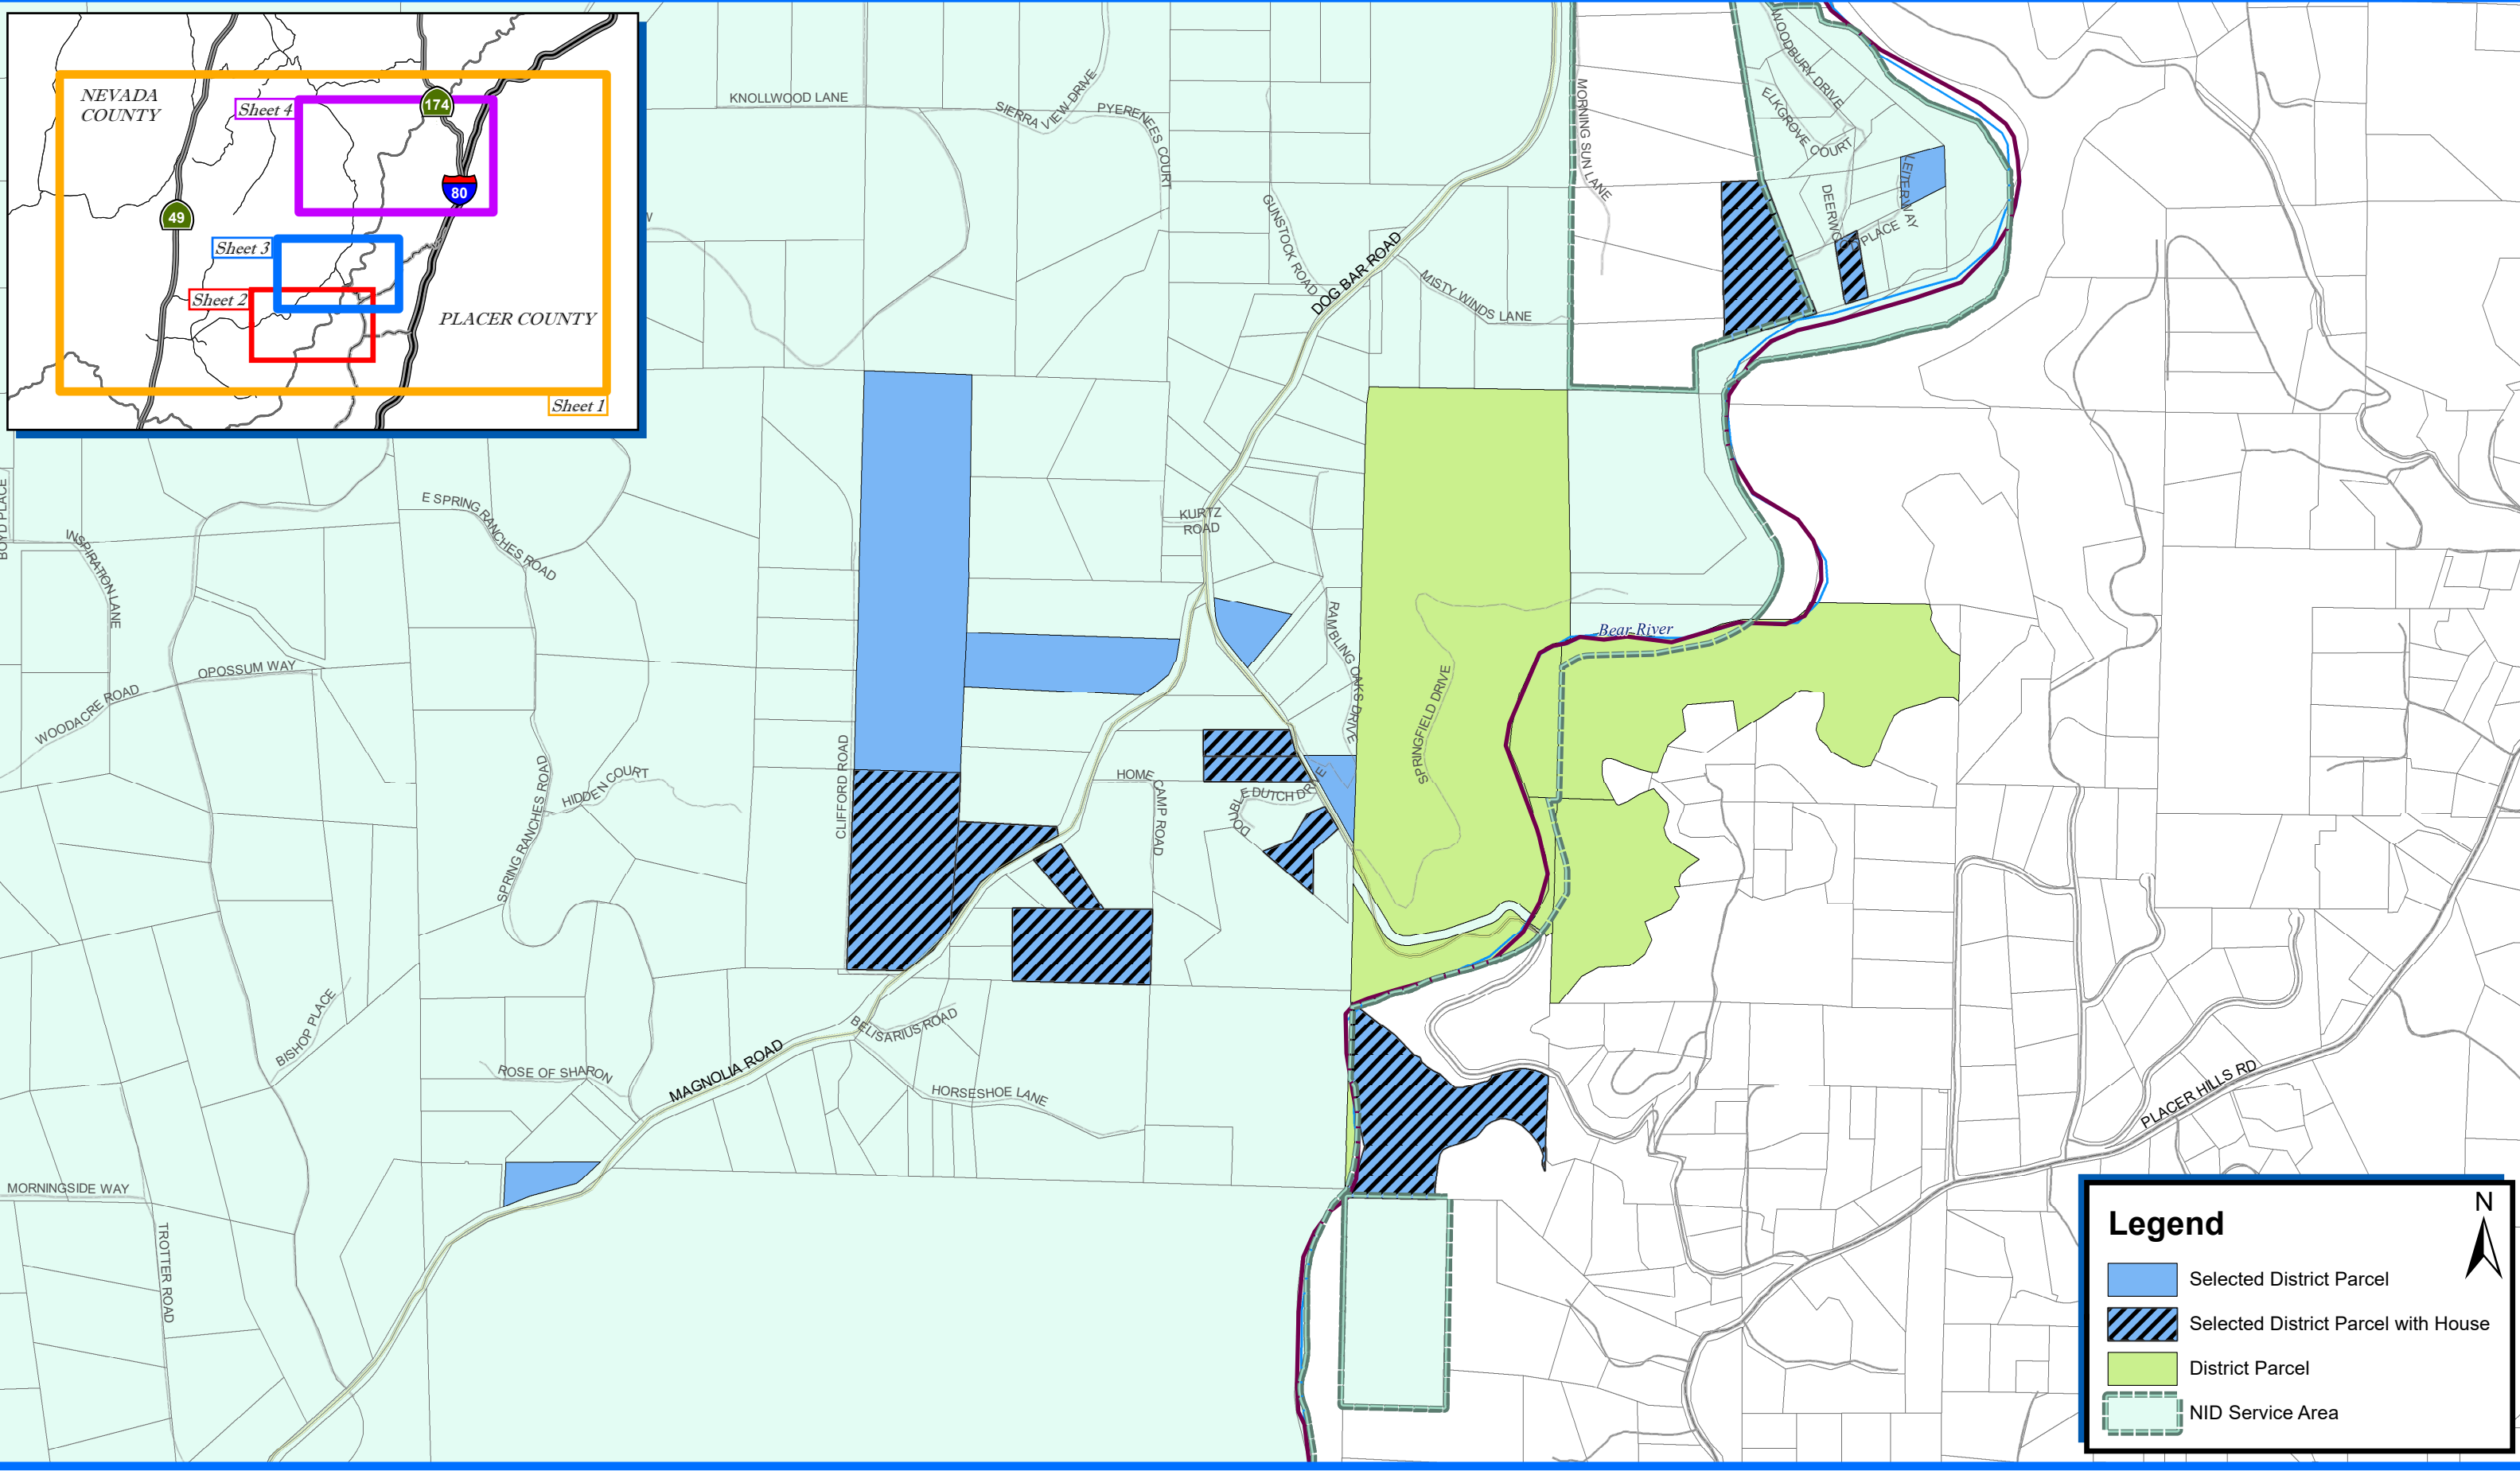 NEVADA
COUNTY
Sheet 4
174
80
49
Sheet 3
Sheet 2
PLACER COUNTY
Sheet 1
KNOLLWOOD LANE
SIERRA VIEW DRIVE
PYERENEES COURT
GUNSTOCK ROAD
DOG BAR ROAD
MISTY WINDS LANE
MORNING SUN LANE
WOODBURY DRIVE
ELKGROVE COURT
LEITER WAY
PLACE
BOYD PLACE
INSPIRATION LANE
E SPRING RANCHES ROAD
KURTZ
ROAD
OPOSSUM WAY
WOODACRE ROAD
RAMBLING OAKS DRIVE
Bear River
SPRINGFIELD DRIVE
SPRING RANCHES ROAD
HIDDEN COURT
CLIFFORD ROAD
HOME CAMP ROAD
DOUBLE DUTCH DRIVE
BISHOP PLACE
BELISARIUS ROAD
ROSE OF SHARON
MAGNOLIA ROAD
HORSESHOE LANE
PLACER HILLS RD
MORNINGSIDE WAY
TROTTER ROAD
N
Legend
Selected District Parcel
Selected District Parcel with House
District Parcel
NID Service Area